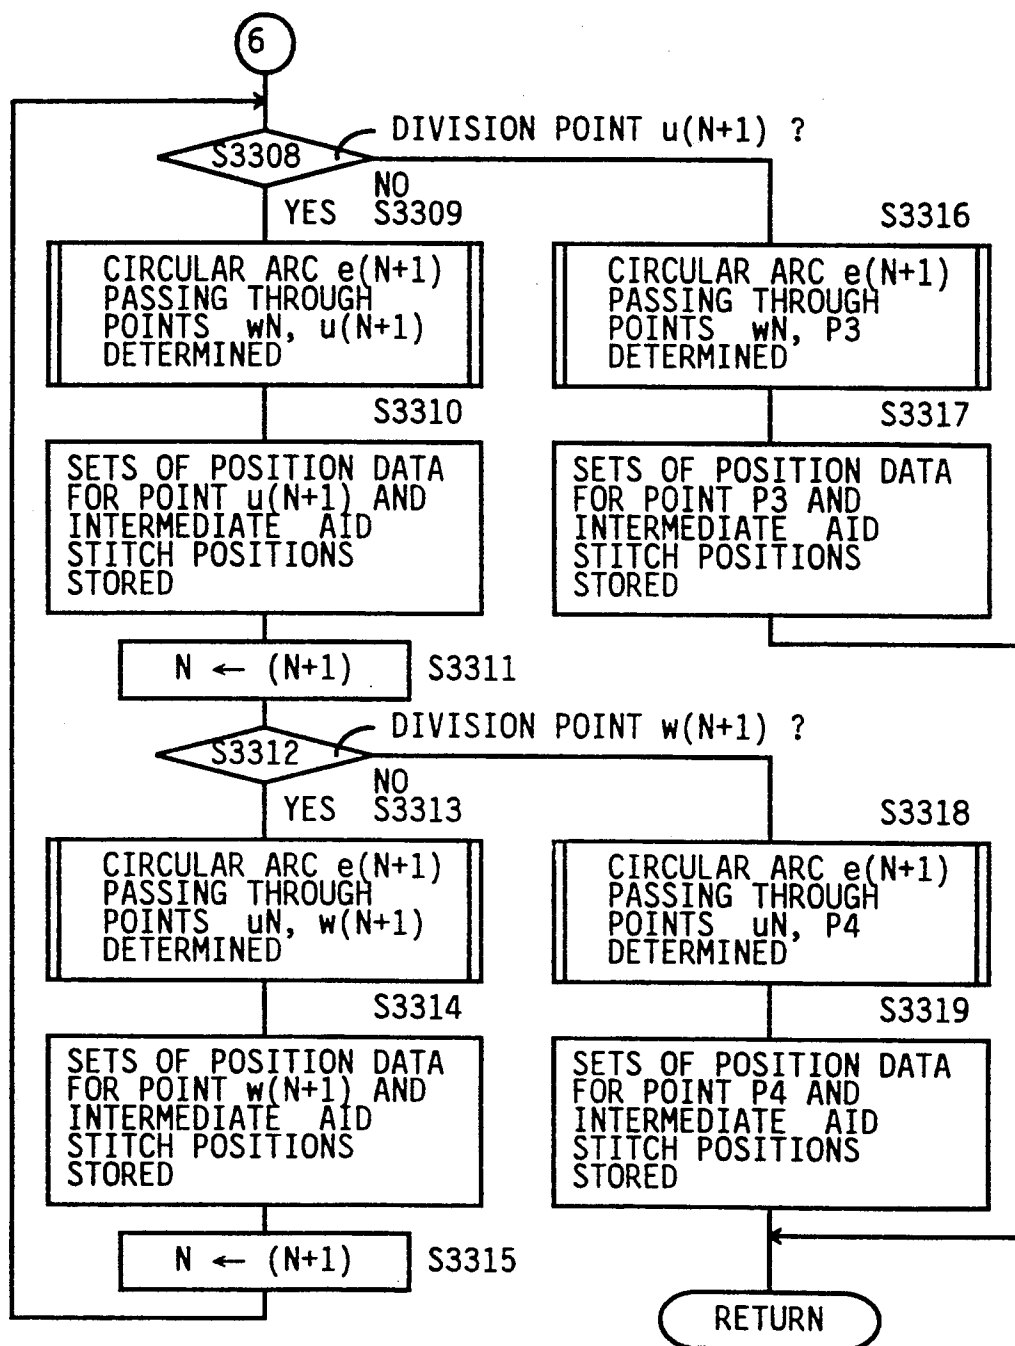 6
DIVISION POINT u(N+1) ?
S3308
NO
YES S3309
CIRCULAR ARC e(N+1)
PASSING THROUGH
POINTS wN, u(N+1)
DETERMINED
S3310
SETS OF POSITION DATA
FOR POINT u(N+1) AND
INTERMEDIATE AID
STITCH POSITIONS
STORED
N ← (N+1) S3311
DIVISION POINT w(N+1) ?
S3312
NO
YES S3313
CIRCULAR ARC e(N+1)
PASSING THROUGH
POINTS uN, w(N+1)
DETERMINED
S3314
SETS OF POSITION DATA
FOR POINT w(N+1) AND
INTERMEDIATE AID
STITCH POSITIONS
STORED
N ← (N+1) S3315
S3316
CIRCULAR ARC e(N+1)
PASSING THROUGH
POINTS wN, P3
DETERMINED
S3317
SETS OF POSITION DATA
FOR POINT P3 AND
INTERMEDIATE AID
STITCH POSITIONS
STORED
S3318
CIRCULAR ARC e(N+1)
PASSING THROUGH
POINTS uN, P4
DETERMINED
S3319
SETS OF POSITION DATA
FOR POINT P4 AND
INTERMEDIATE AID
STITCH POSITIONS
STORED
RETURN